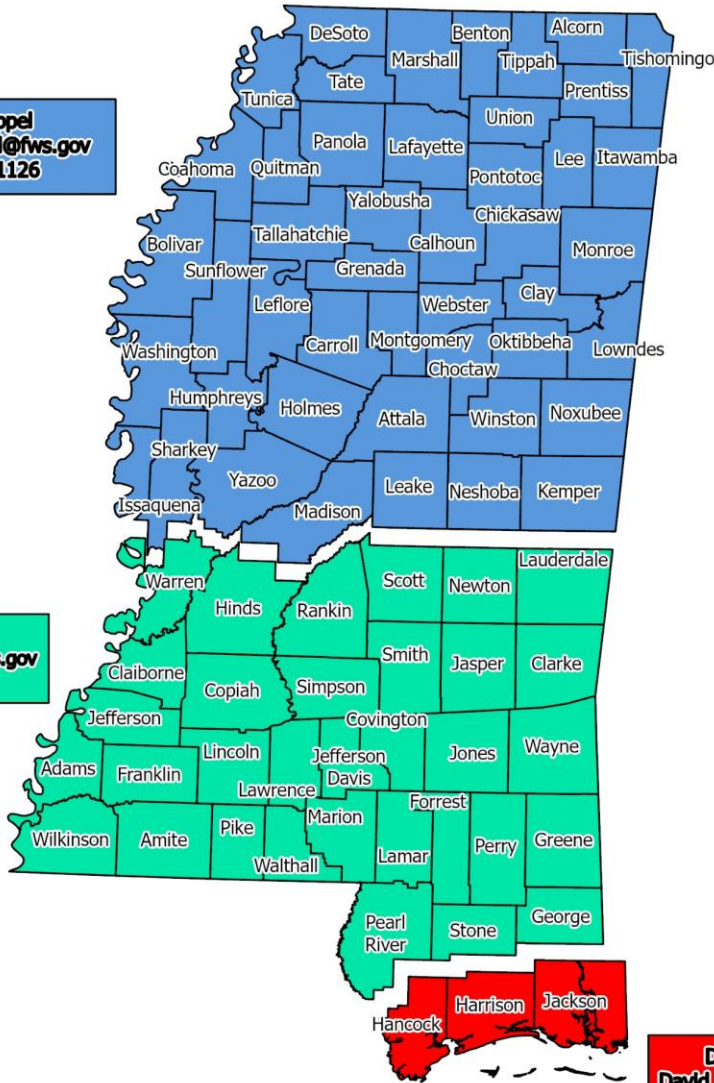 DeSoto
Benton
Alcorn
Marshall
Tippah
Tishomingo
Tate
Prentiss
Tunica
Union
ppel
l@fws.gov
1126
Panola
Lafayette
Lee
Itawamba
Coahoma
Quitman
Pontotoc
Yalobusha
Chickasaw
Bolivar
Tallahatchie
Calhoun
Monroe
Sunflower
Grenada
Clay
Leflore
Webster
Washington
Carroll
Montgomery
Oktibbeha
Lowndes
Choctaw
Humphreys
Holmes
Attala
Winston
Noxubee
Sharkey
Yazoo
Leake
Neshoba
Kemper
Issaquena
Madison
Lauderdale
Warren
Scott
Newton
Hinds
Rankin
s.gov
Smith
Jasper
Clarke
Claiborne
Copiah
Simpson
Jefferson
Covington
Lincoln
Jefferson
Davis
Jones
Wayne
Adams
Franklin
Lawrence
Forrest
Marion
Wilkinson
Amite
Pike
Walthall
Lamar
Perry
Greene
Pearl
River
Stone
George
Hancock
Harrison
Jackson
D
David